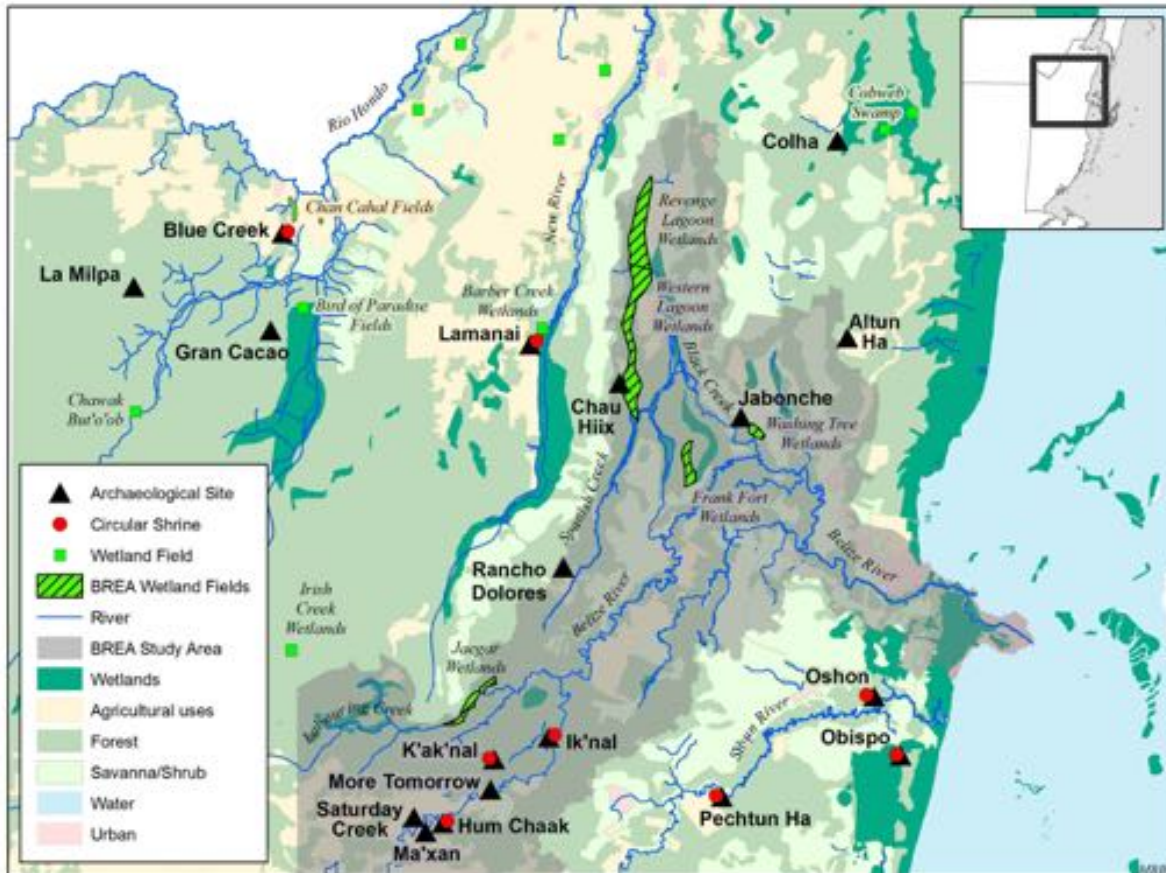 Rio Hondo
Cobweb
Swamp
Colha
Chan Cahal Fields
Blue Creek
New River
Revenge
Lagoon
Wetlands
La Milpa
Bird of Paradise
Fields
Gran Cacao
Barber Creek
Wetlands
Lamanai
Western
Lagoon
Wetlands
Altun
Ha
Black Creek
Chau
Hiix
Jabonche
Washing Tree
Wetlands
Chawak
But'o'ob
Spanish Creek
Frank Fort
Wetlands
Archaeological Site
Circular Shrine
Wetland Field
BREA Wetland Fields
River
BREA Study Area
Wetlands
Agricultural uses
Forest
Savanna/Shrub
Water
Urban
Rancho
Dolores
Belize River
Belize River
Irish
Creek
Wetlands
Jaguar
Wetlands
Labouring Creek
Oshon
Sibun River
Obispo
K'ak'nal
Ik'nal
More Tomorrow
Saturday
Creek
Hum Chaak
Ma'xan
Pechtun Ha